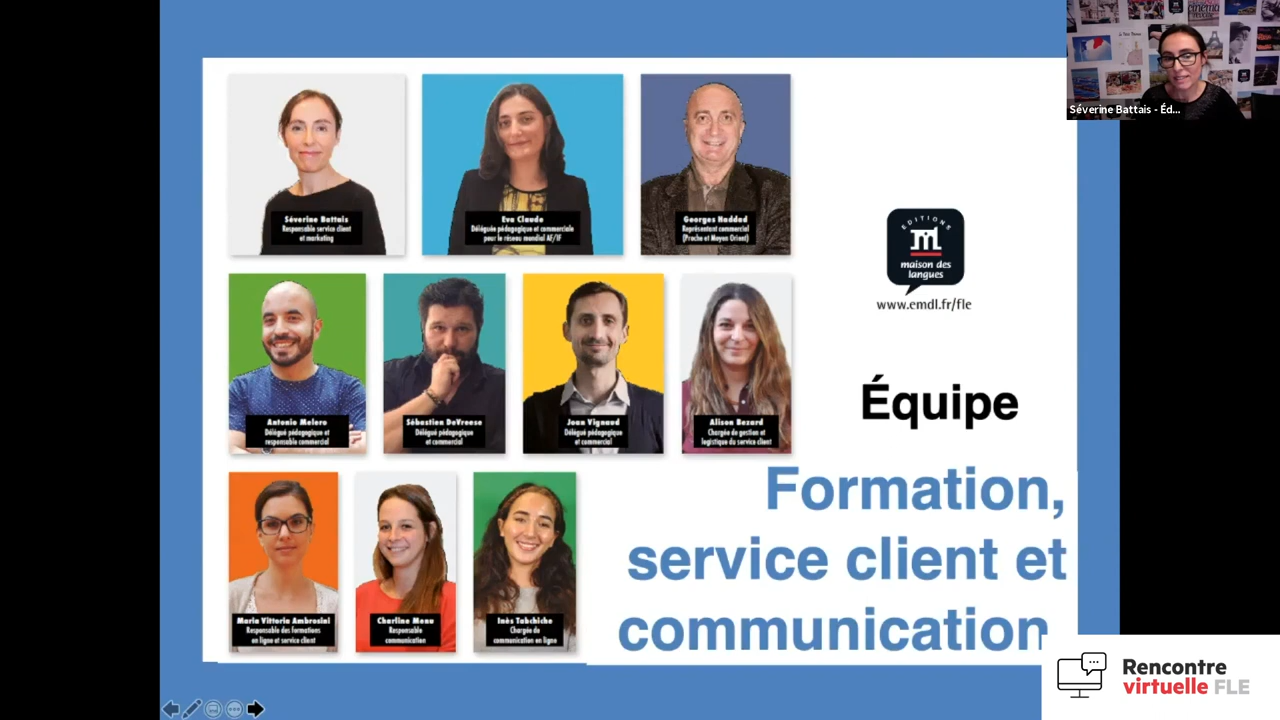 Séverine Battais - Éd...
Séverine Battais
Responsable service client
et marketing
Eva Claude
Déléguée pédagogique et commerciale
pour le réseau mondial AF/IF
Georges Haddad
Représentant commercial
(Proche et Moyen Orient)
EDITIONS
maison des
langues
www.emdl.fr/fle
Antonio Melero
Délégué pédagogique et
responsable commercial
Sébastien DeVreese
Délégué pédagogique
et commercial
Joan Vignaud
Délégué pédagogique
et commercial
Alison Bezard
Chargée de gestion et
logistique du service client
Équipe
Formation,
service client et
communication
Maria Vittoria Ambrosini
Responsable des formations
en ligne et service client
Charline Menu
Responsable
communication
Inès Tabchiche
Chargée de
communication en ligne
Rencontre
virtuelle FLE